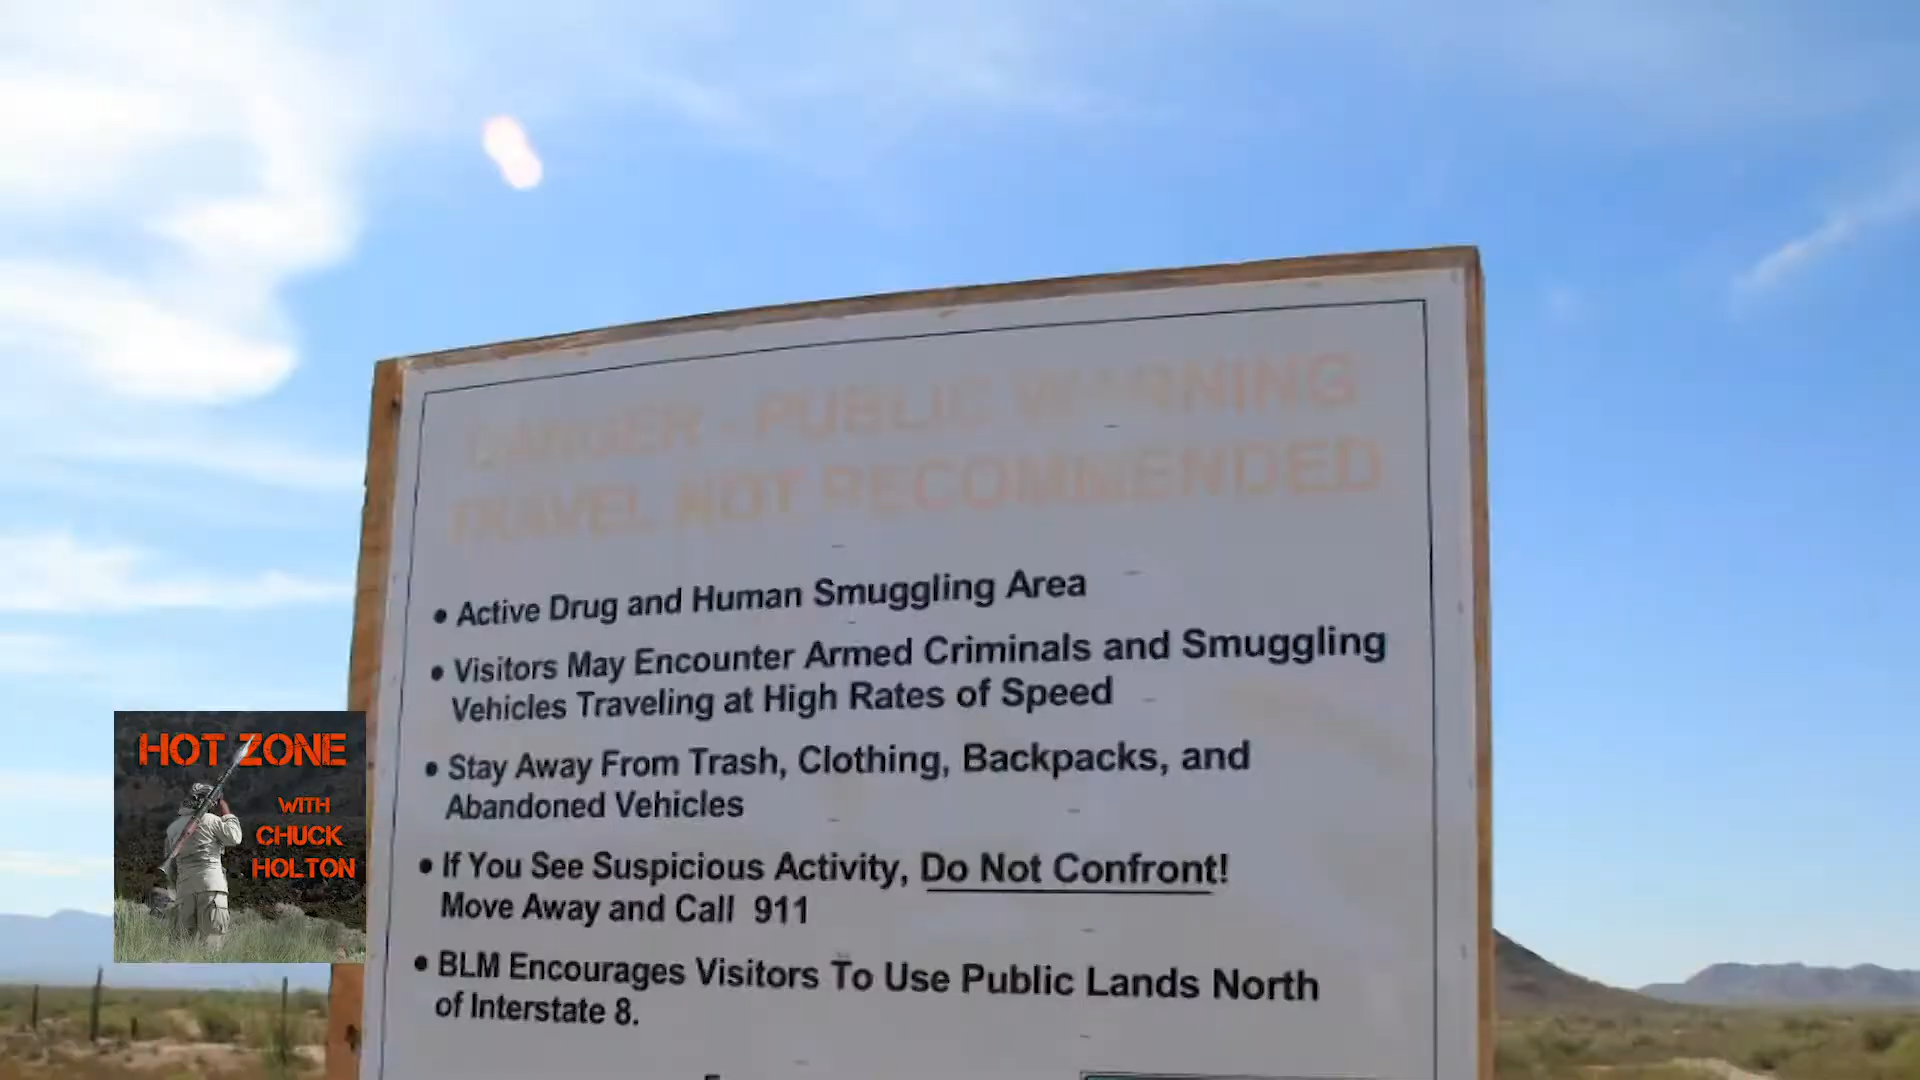 DANGER - PUBLIC WARNING
TRAVEL NOT RECOMMENDED
• Active Drug and Human Smuggling Area
• Visitors May Encounter Armed Criminals and Smuggling
Vehicles Traveling at High Rates of Speed
• Stay Away From Trash, Clothing, Backpacks, and
Abandoned Vehicles
• If You See Suspicious Activity, Do Not Confront!
Move Away and Call 911
• BLM Encourages Visitors To Use Public Lands North
of Interstate 8.
HOT ZONE
WITH
CHUCK
HOLTON